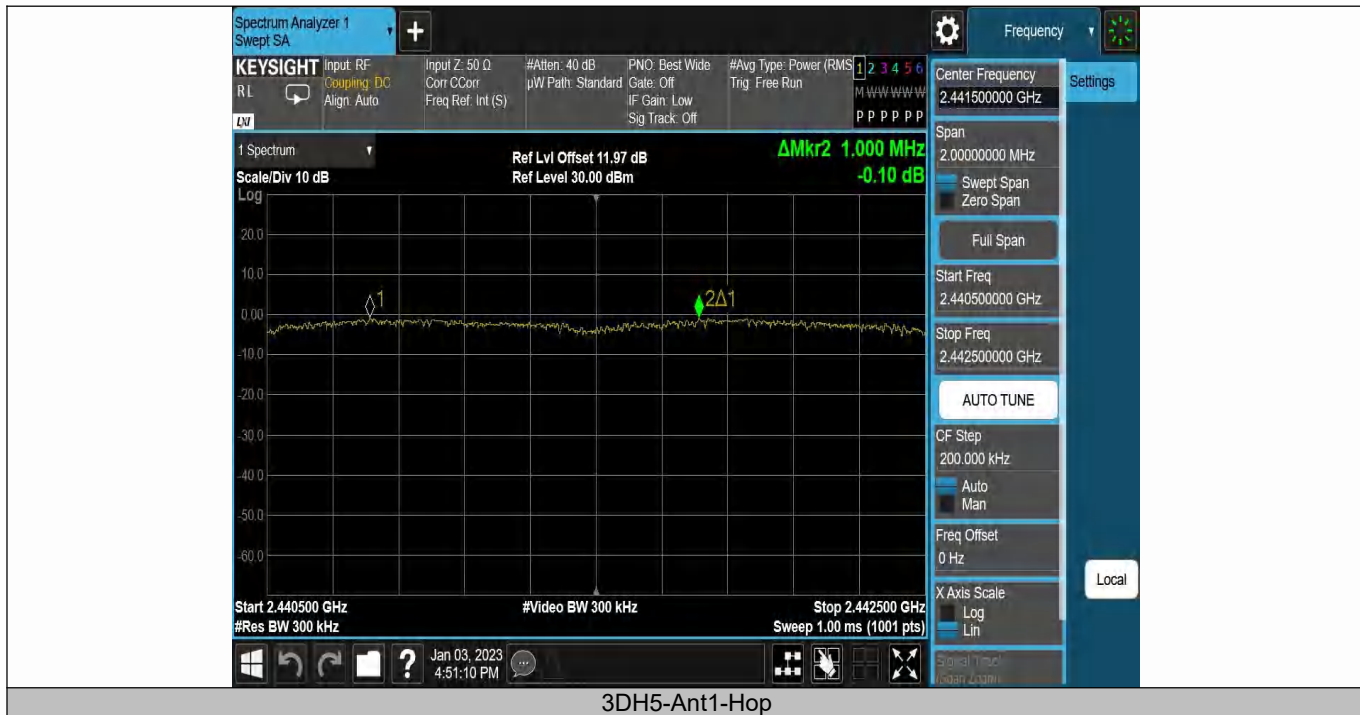 Spectrum Analyzer 1
Swept SA
Frequency
KEYSIGHT
RL
LXI
Input: RF
Coupling: DC
Align: Auto
Input Z: 50 Ω
Corr CCorr
Freq Ref: Int (S)
#Atten: 40 dB
µW Path: Standard
PNO: Best Wide
Gate: Off
IF Gain: Low
Sig Track: Off
#Avg Type: Power (RMS
Trig: Free Run
1 2 3 4 5 6
M W W W W W
P P P P P P
1 Spectrum
Scale/Div 10 dB
Ref Lvl Offset 11.97 dB
Ref Level 30.00 dBm
ΔMkr2 1.000 MHz
-0.10 dB
Log
20.0
10.0
0.00
-10.0
-20.0
-30.0
-40.0
-50.0
-60.0
1
2Δ1
Start 2.440500 GHz
#Res BW 300 kHz
#Video BW 300 kHz
Stop 2.442500 GHz
Sweep 1.00 ms (1001 pts)
Jan 03, 2023
4:51:10 PM
Center Frequency
2.441500000 GHz
Settings
Span
2.00000000 MHz
Swept Span
Zero Span
Full Span
Start Freq
2.440500000 GHz
Stop Freq
2.442500000 GHz
AUTO TUNE
CF Step
200.000 kHz
Auto
Man
Freq Offset
0 Hz
X Axis Scale
Log
Lin
Local
Signal Track
(Span Zoom)
3DH5-Ant1-Hop